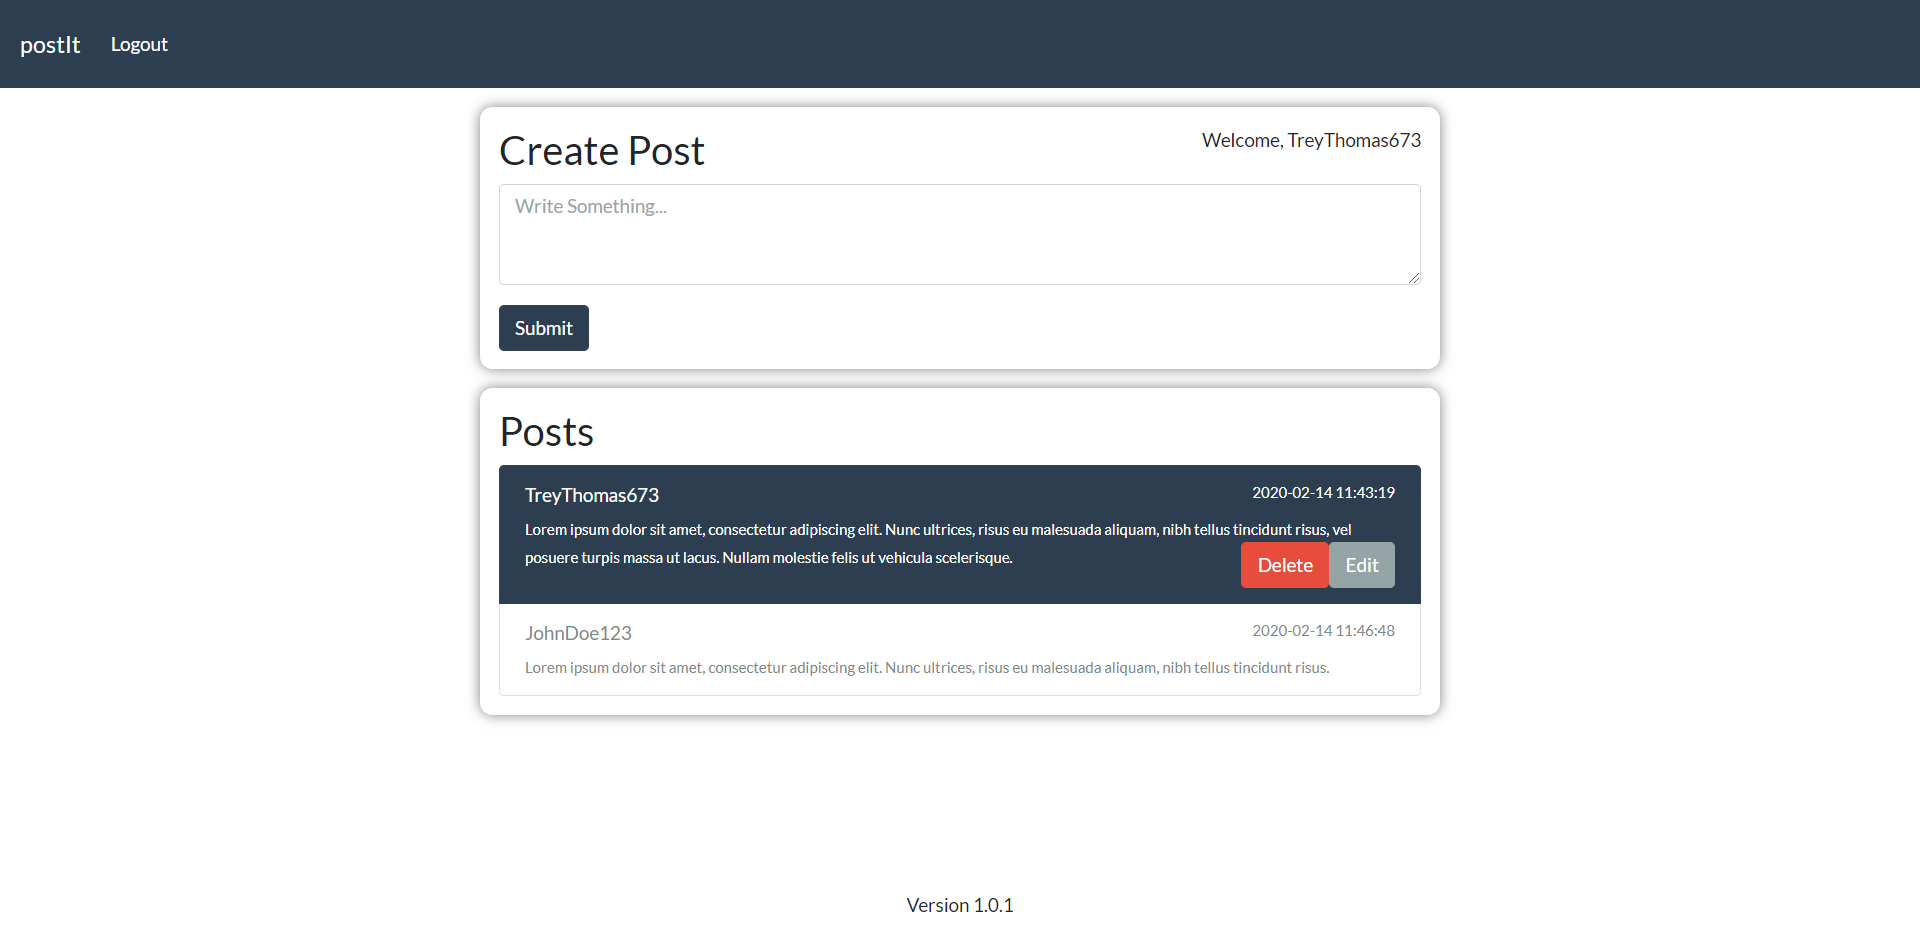 postIt Logout
Create Post
Welcome, TreyThomas673
Write Something...
Submit
Posts
TreyThomas673
2020-02-14 11:43:19
Lorem ipsum dolor sit amet, consectetur adipiscing elit. Nunc ultrices, risus eu malesuada aliquam, nibh tellus tincidunt risus, vel
posuere turpis massa ut lacus. Nullam molestie felis ut vehicula scelerisque.
Delete Edit
JohnDoe123
2020-02-14 11:46:48
Lorem ipsum dolor sit amet, consectetur adipiscing elit. Nunc ultrices, risus eu malesuada aliquam, nibh tellus tincidunt risus.
Version 1.0.1